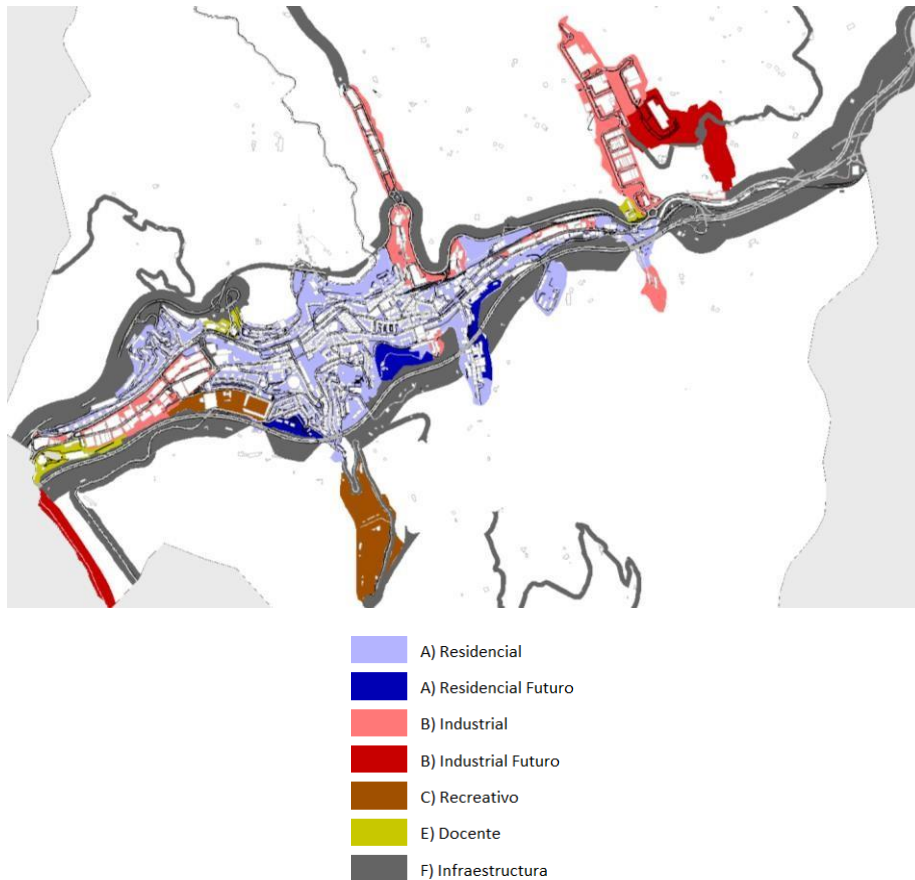 A) Residencial
A) Residencial Futuro
B) Industrial
B) Industrial Futuro
C) Recreativo
E) Docente
F) Infraestructura